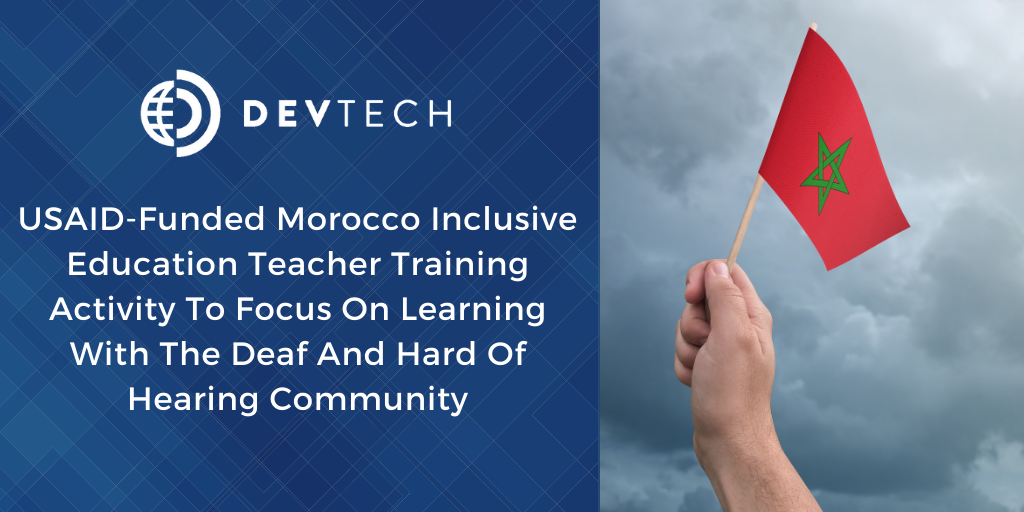 DEVTECH
USAID-Funded Morocco Inclusive
Education Teacher Training
Activity To Focus On Learning
With The Deaf And Hard Of
Hearing Community